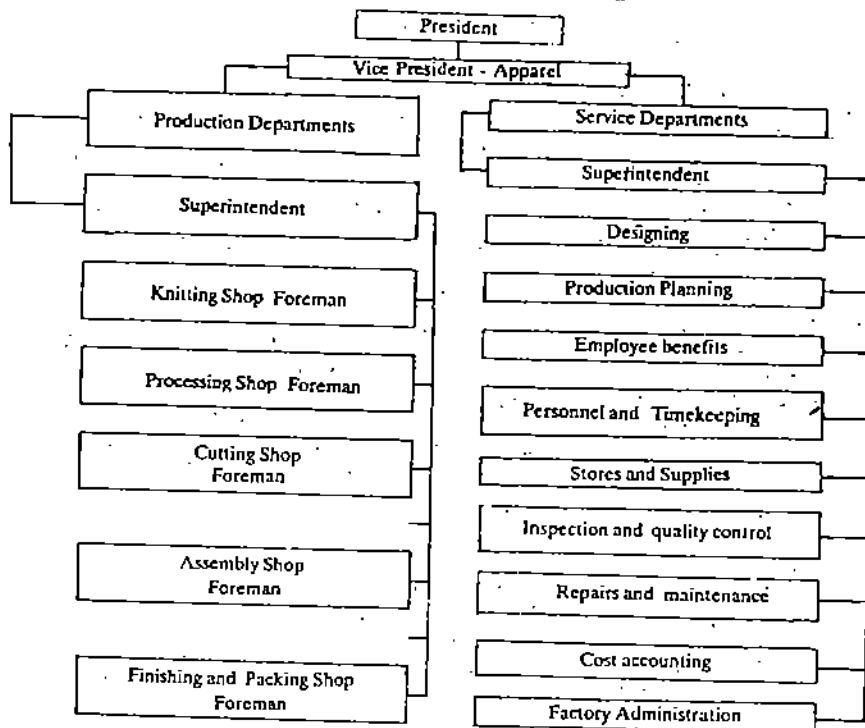 President
Vice President - Apparel
Production Departments
Superintendent
Knitting Shop Foreman
Processing Shop Foreman
Cutting Shop
Foreman
Assembly Shop
Foreman
Finishing and Packing Shop
Foreman
Service Departments
Superintendent
Designing
Production Planning
Employee benefits
Personnel and Timekeeping
Stores and Supplies
Inspection and quality control
Repairs and maintenance
Cost accounting
Factory Administration